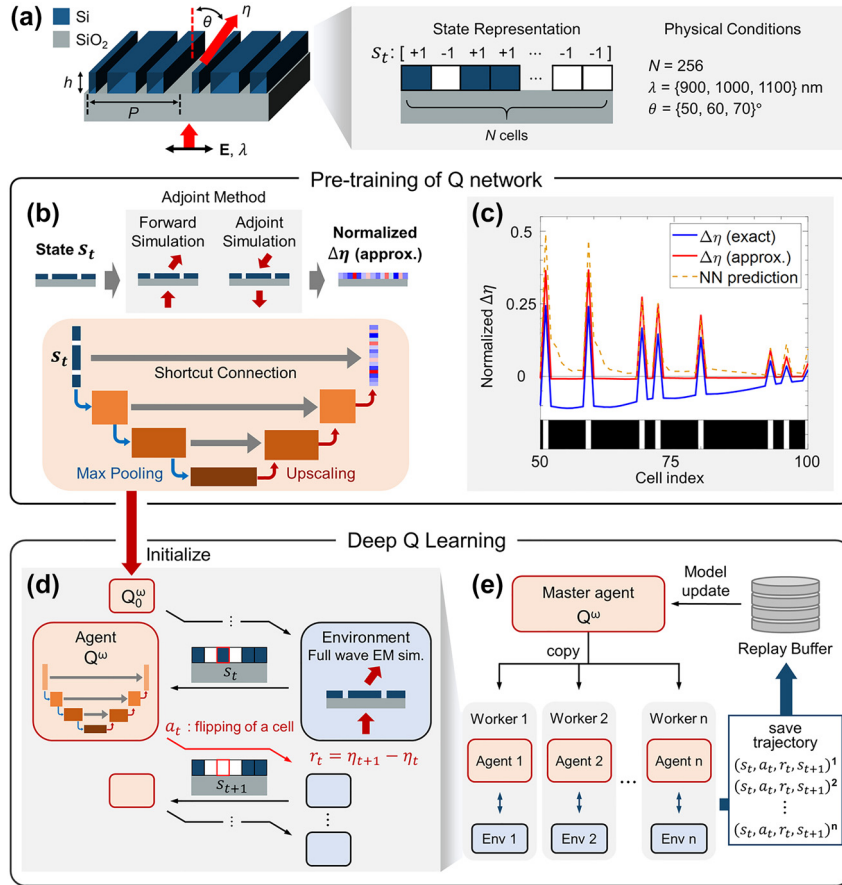 (a)
Si
SiO2
θ
η
h
P
E, λ
State Representation
st: [ +1 -1 +1 +1 ··· -1 -1 ]
N cells
Physical Conditions
N = 256
λ = {900, 1000, 1100} nm
θ = {50, 60, 70}°
Pre-training of Q network
(b)
Adjoint Method
State st
Forward
Simulation
Adjoint
Simulation
Normalized
Δη (approx.)
st
Shortcut Connection
Max Pooling
Upscaling
(c)
Normalized Δη
0.5
0.25
0
Δη (exact)
Δη (approx.)
NN prediction
50
75
100
Cell index
Initialize
Deep Q Learning
(d)
Q0ω
Agent
Qω
st
Environment
Full wave EM sim.
at : flipping of a cell
rt = ηt+1 − ηt
st+1
(e)
Master agent
Qω
Model
update
Replay Buffer
copy
Worker 1
Worker 2
Worker n
Agent 1
Agent 2
···
Agent n
Env 1
Env 2
Env n
save
trajectory
(st, at, rt, st+1)1
(st, at, rt, st+1)2
⋮
(st, at, rt, st+1)n